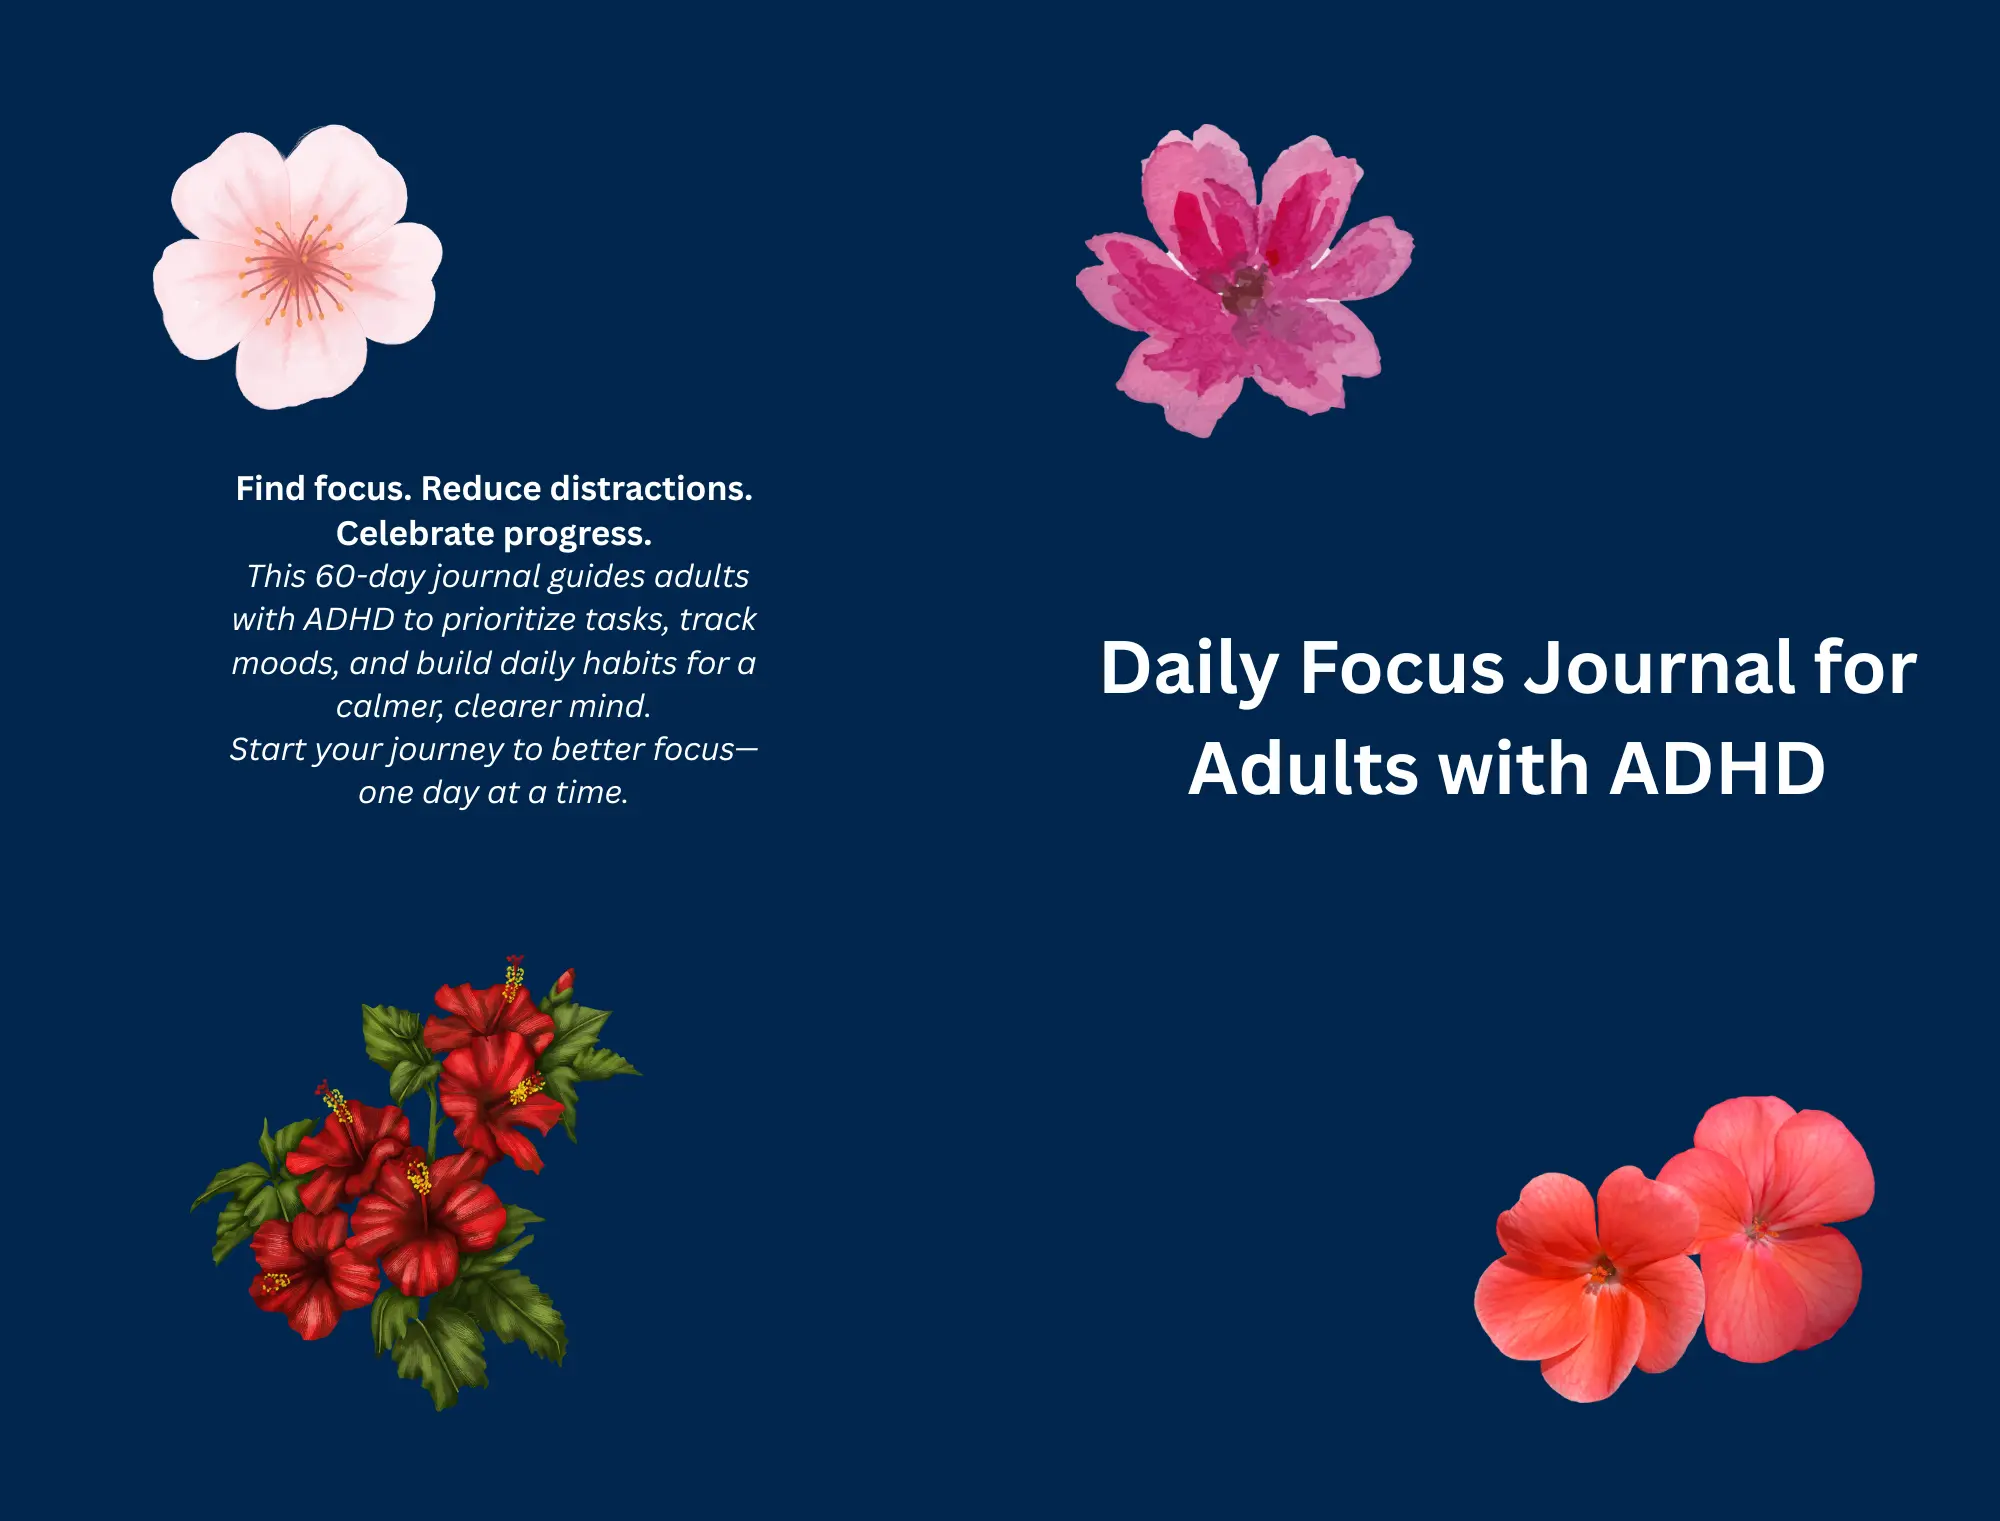 Find focus. Reduce distractions.
Celebrate progress.
This 60-day journal guides adults
with ADHD to prioritize tasks, track
moods, and build daily habits for a
calmer, clearer mind.
Start your journey to better focus—
one day at a time.
Daily Focus Journal for
Adults with ADHD